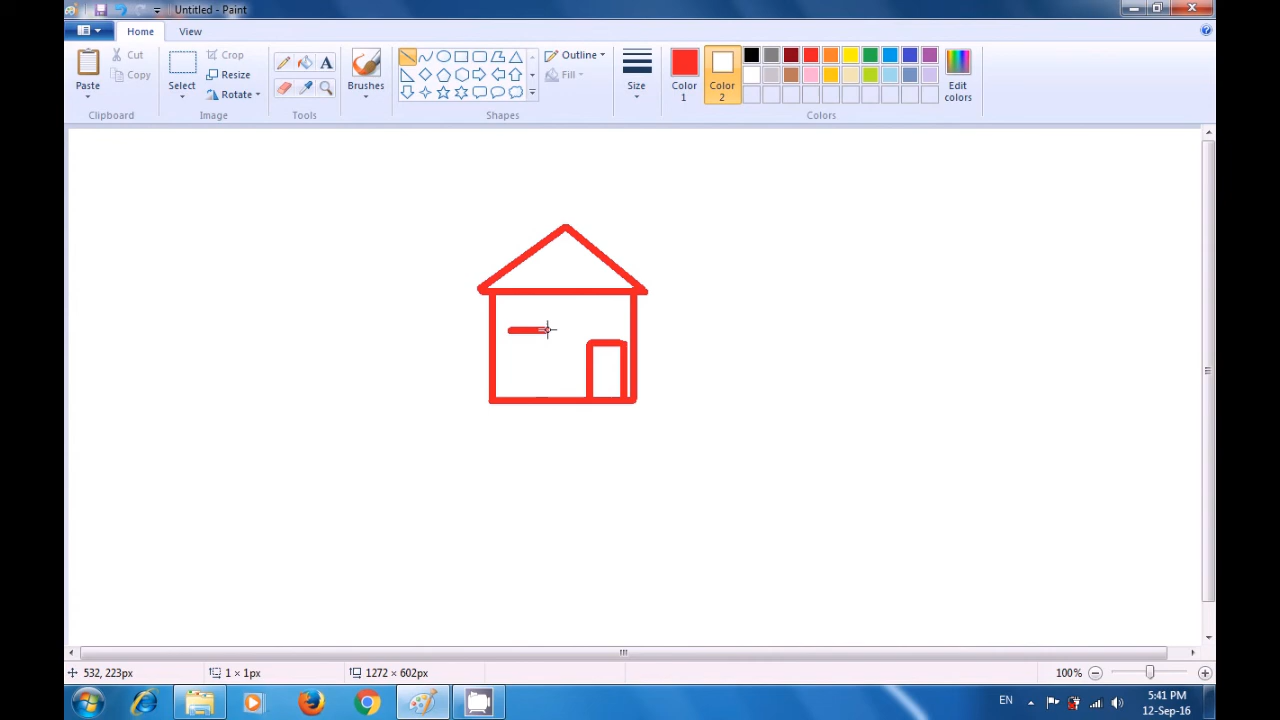 Untitled - Paint
Home View
Paste
Cut
Copy
Clipboard
Select
Crop
Resize
Rotate
Image
A
Tools
Brushes
Outline
Fill
Shapes
Size
Color 1
Color 2
Edit colors
Colors
532, 223px
1 × 1px
1272 × 602px
100%
EN
5:41 PM
12-Sep-16